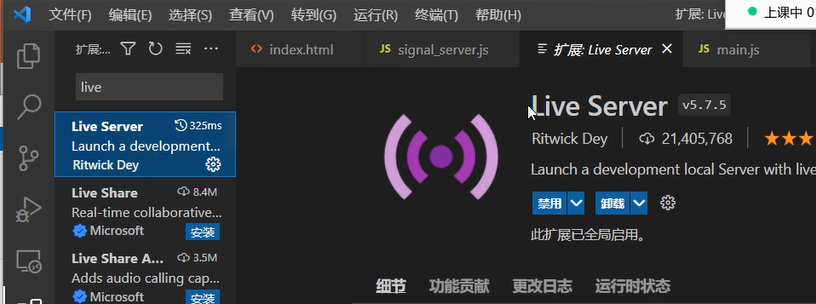 文件(F) 编辑(E) 选择(S) 查看(V) 转到(G) 运行(R) 终端(T) 帮助(H)
扩展: Liv
上课中 0
扩展:...
index.html
JS signal_server.js
扩展: Live Server
JS main.js
live
Live Server 325ms
Launch a development...
Ritwick Dey
Live Share 8.4M
Real-time collaborative...
Microsoft 安装
Live Share A... 3.5M
Adds audio calling cap...
Microsoft 安装
Live Server v5.7.5
Ritwick Dey 21,405,768
Launch a development local Server with live
禁用 卸载
此扩展已全局启用。
细节 功能贡献 更改日志 运行时状态